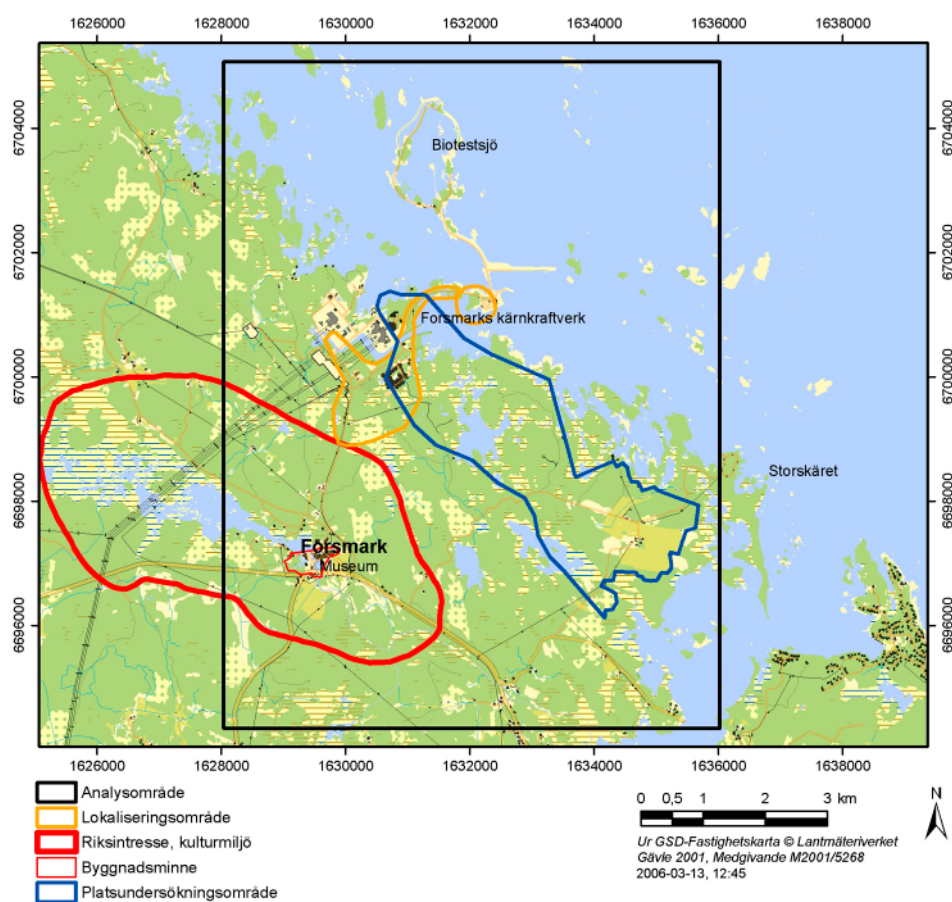 1626000 1628000 1630000 1632000 1634000 1636000 1638000
6704000 6704000
Biotestsjö
6702000 6702000
Forsmarks kärnkraftverk
6700000 6700000
Storskäret
6698000 6698000
Forsmark
Museum
6696000 6696000
1626000 1628000 1630000 1632000 1634000 1636000 1638000
Analysområde
Lokaliseringsområde
Riksintresse, kulturmiljö
Byggnadsminne
Platsundersökningsområde
0 0,5 1 2 3 km
Ur GSD-Fastighetskarta © Lantmäteriverket
Gävle 2001, Medgivande M2001/5268
2006-03-13, 12:45
N